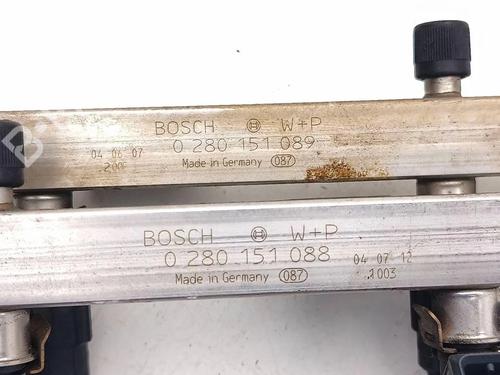 BOSCH W+P
0 280 151 089
04 06 07
Made in Germany 087
BOSCH W+P
0 280 151 088
04 07 12
Made in Germany 087
1003